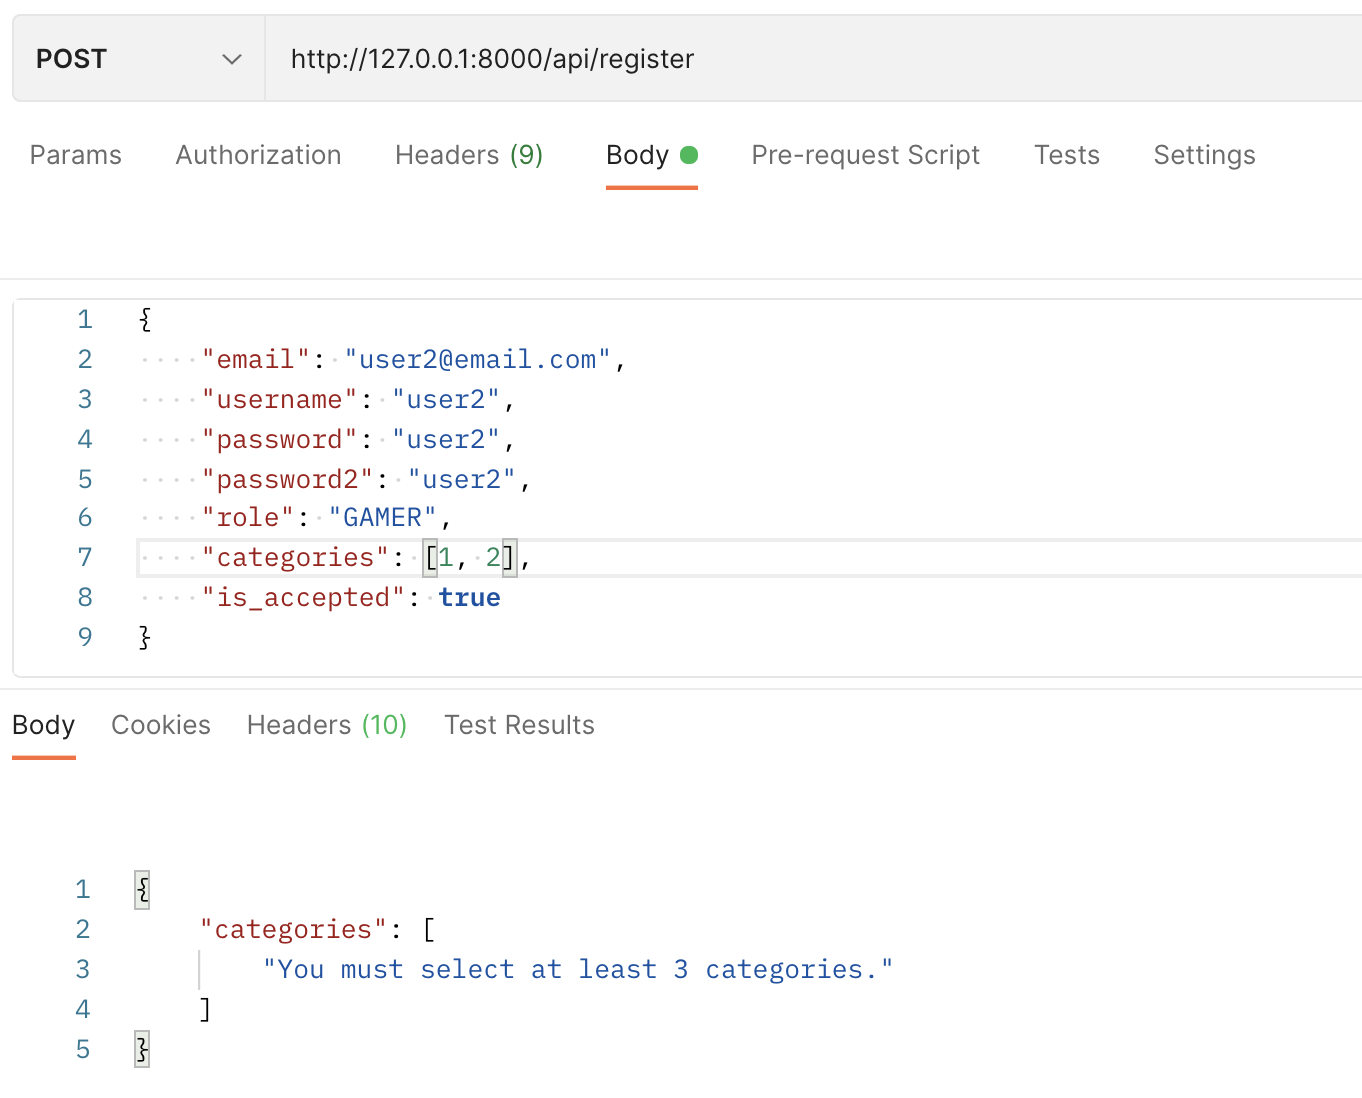 POST http://127.0.0.1:8000/api/register
Params Authorization Headers (9) Body Pre-request Script Tests Settings
1 {
2 "email": "user2@email.com",
3 "username": "user2",
4 "password": "user2",
5 "password2": "user2",
6 "role": "GAMER",
7 "categories": [1, 2],
8 "is_accepted": true
9 }
Body Cookies Headers (10) Test Results
1 {
2 "categories": [
3 "You must select at least 3 categories."
4 ]
5 }